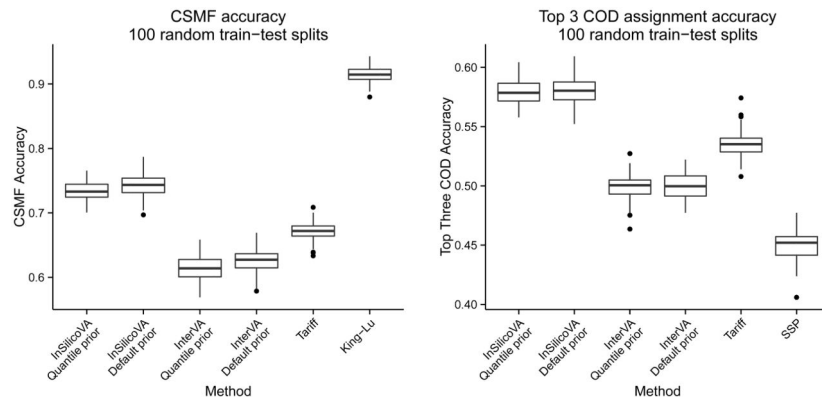 CSMF accuracy
100 random train−test splits
CSMF Accuracy
0.9
0.8
0.7
0.6
InSilicoVA
Quantile prior
InSilicoVA
Default prior
InterVA
Quantile prior
InterVA
Default prior
Tariff
King−Lu
Method
Top 3 COD assignment accuracy
100 random train−test splits
Top Three COD Accuracy
0.60
0.55
0.50
0.45
0.40
InSilicoVA
Quantile prior
InSilicoVA
Default prior
InterVA
Quantile prior
InterVA
Default prior
Tariff
SSP
Method